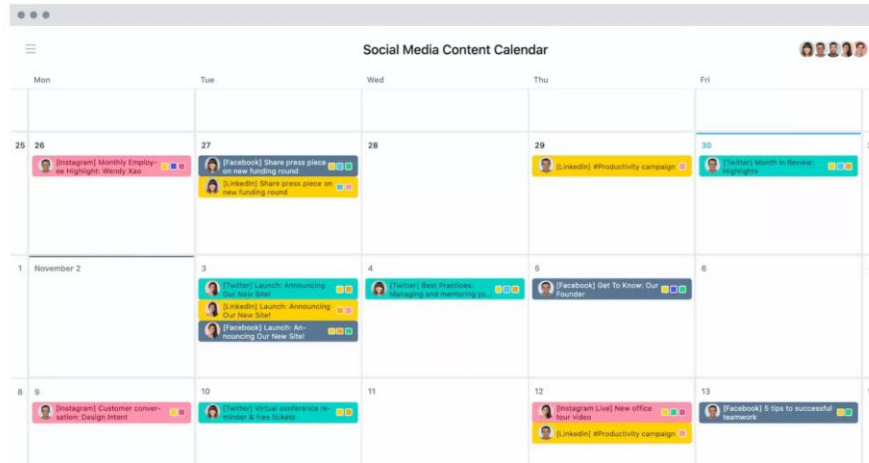 Social Media Content Calendar
Mon Tue Wed Thu Fri
25 26 27 28 29 30
[Instagram] Monthly Employ-
ee Highlight: Wendy Xao
[Facebook] Share press piece
on new funding round
[LinkedIn] Share press piece on
new funding round
[LinkedIn] #Productivity campaign
[Twitter] Month in Review:
Highlights
1 November 2 3 4 5 6
[Twitter] Launch: Announcing
Our New Site!
[LinkedIn] Launch: Announcing
Our New Site!
[Facebook] Launch: An-
nouncing Our New Site!
[Twitter] Best Practices:
Managing and mentoring yo...
[Facebook] Get To Know: Our
Founder
8 9 10 11 12 13
[Instagram] Customer conver-
sation: Design Intent
[Twitter] Virtual conference re-
minder & free tickets
[Instagram Live] New office
tour video
[LinkedIn] #Productivity campaign
[Facebook] 5 tips to successful
teamwork